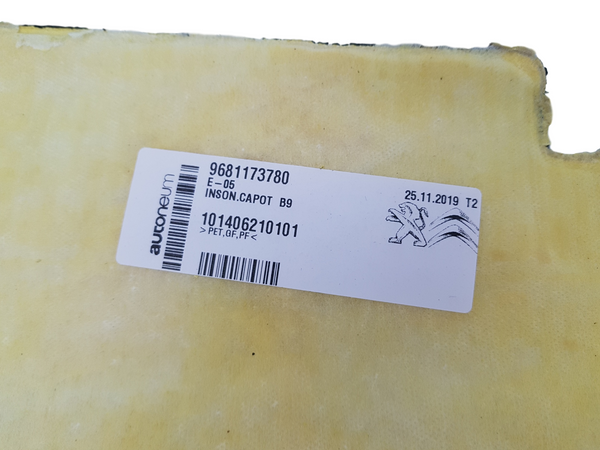 autoneum
9681173780
E-05
INSON.CAPOT B9
25.11.2019 T2
101406210101
>PET,GF,PF<